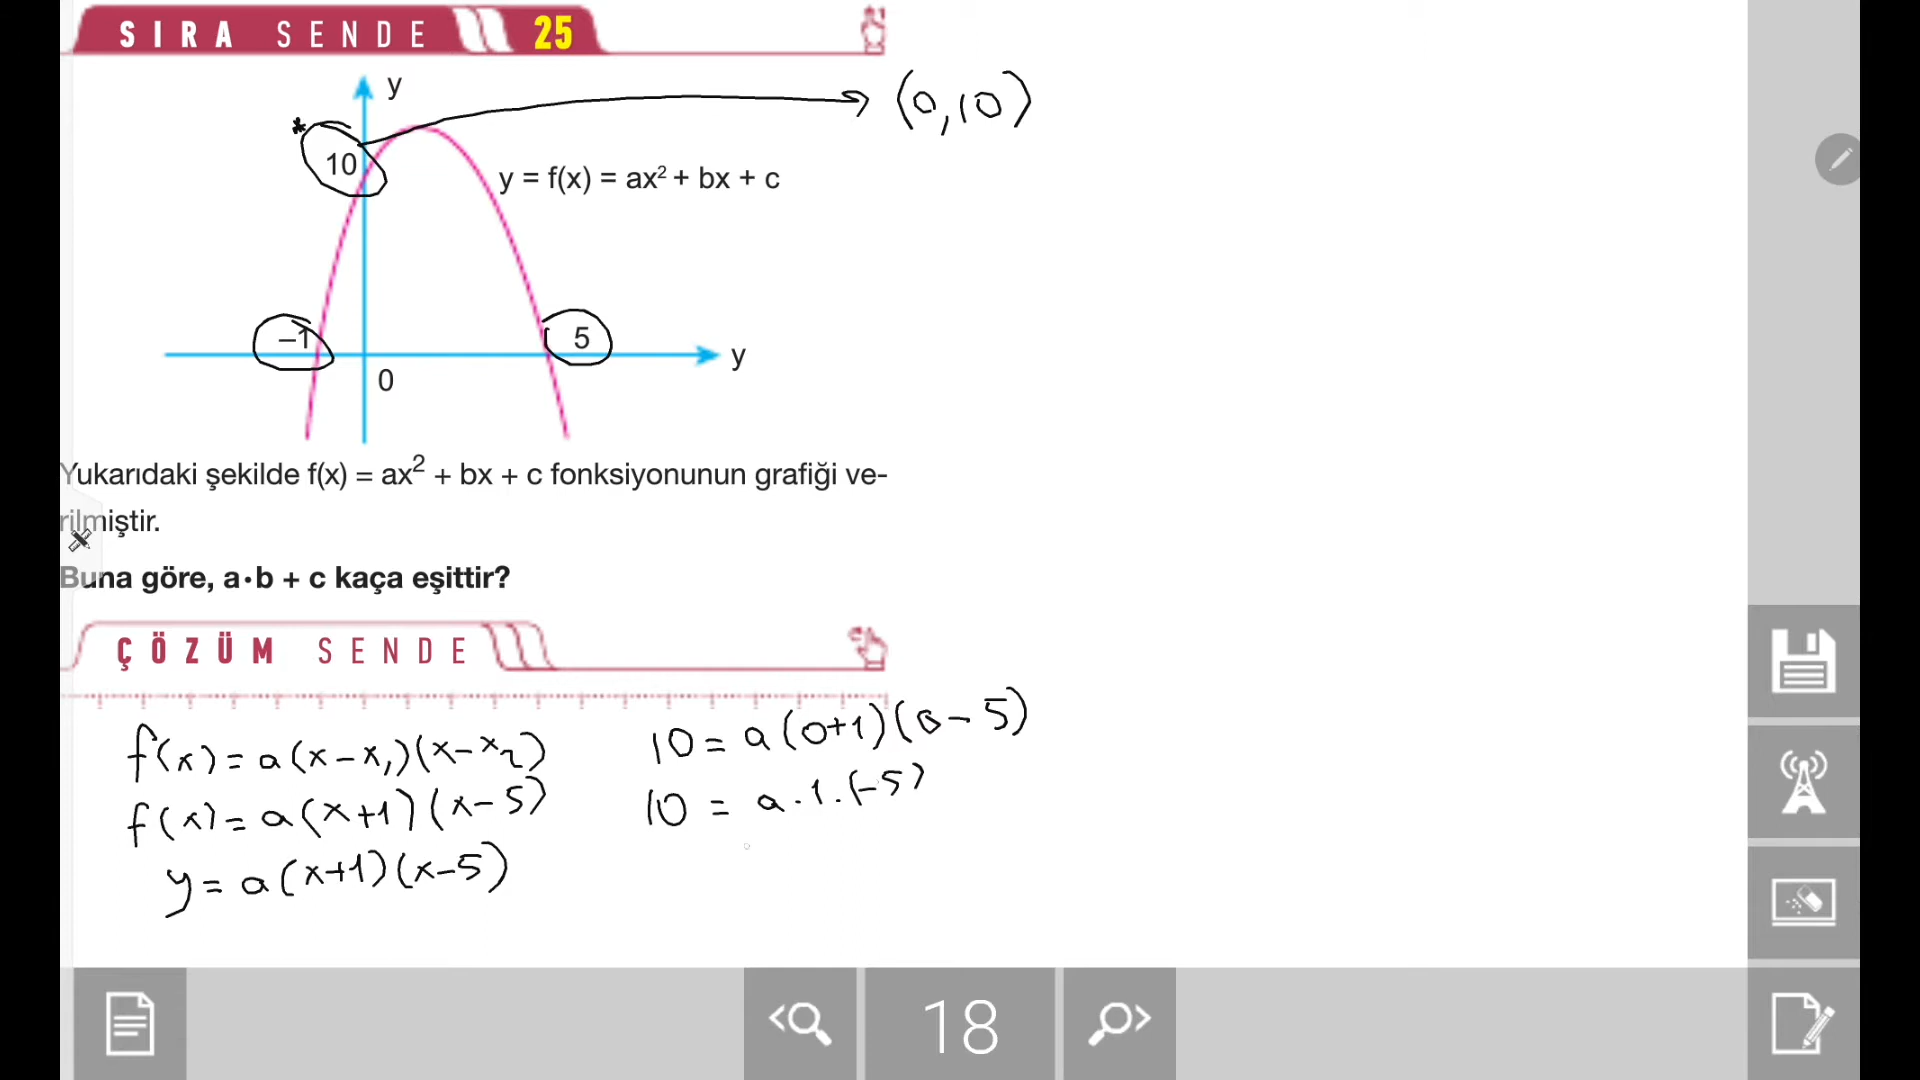 SIRA SENDE 25
y
(0,10)
*
10
y = f(x) = ax² + bx + c
–1
5
y
0
Yukarıdaki şekilde f(x) = ax² + bx + c fonksiyonunun grafiği ve-
rilmiştir.
Buna göre, a·b + c kaça eşittir?
ÇÖZÜM SENDE
f(x) = a(x-x₁)(x-x₂)
f(x) = a(x+1)(x-5)
y = a(x+1)(x-5)
10 = a(0+1)(0-5)
10 = a.1.(-5)
18